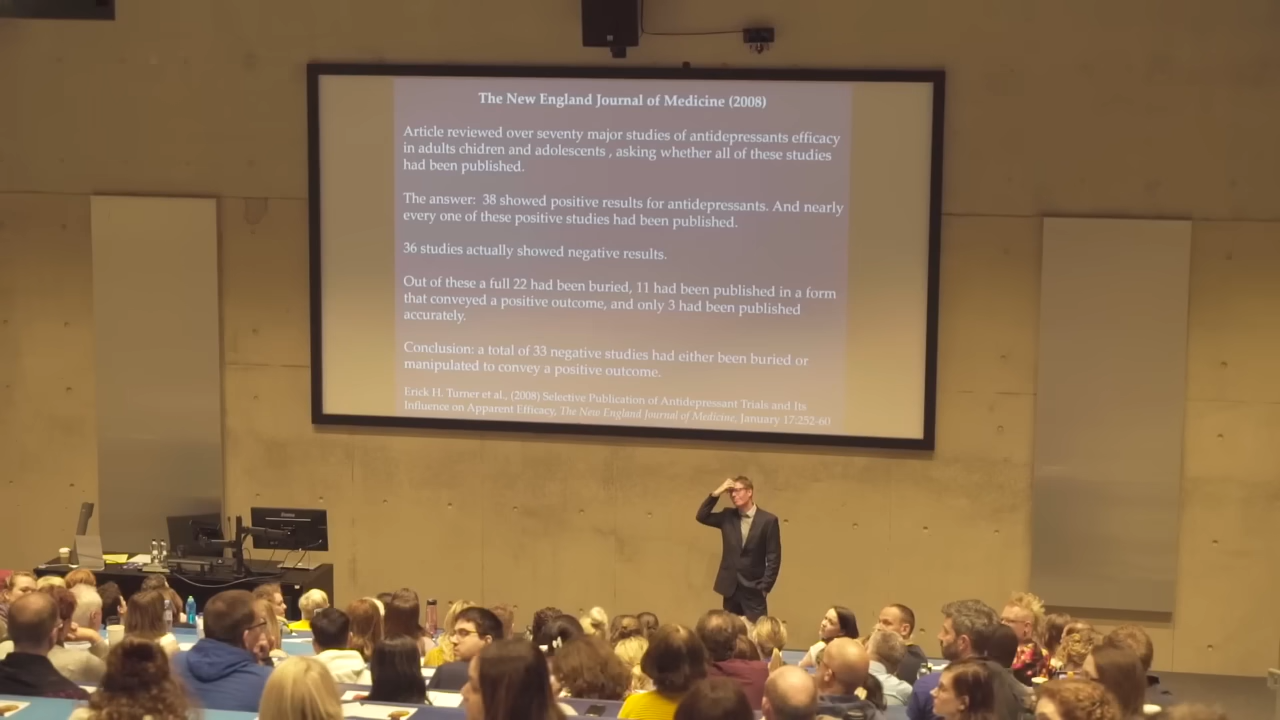 The New England Journal of Medicine (2008)
Article reviewed over seventy major studies of antidepressants efficacy
in adults chidren and adolescents , asking whether all of these studies
had been published.
The answer:  38 showed positive results for antidepressants. And nearly
every one of these positive studies had been published.
36 studies actually showed negative results.
Out of these a full 22 had been buried, 11 had been published in a form
that conveyed a positive outcome, and only 3 had been published
accurately.
Conclusion: a total of 33 negative studies had either been buried or
manipulated to convey a positive outcome.
Erick H. Turner et al., (2008) Selective Publication of Antidepressant Trials and Its
Influence on Apparent Efficacy, The New England Journal of Medicine, January 17:252-60